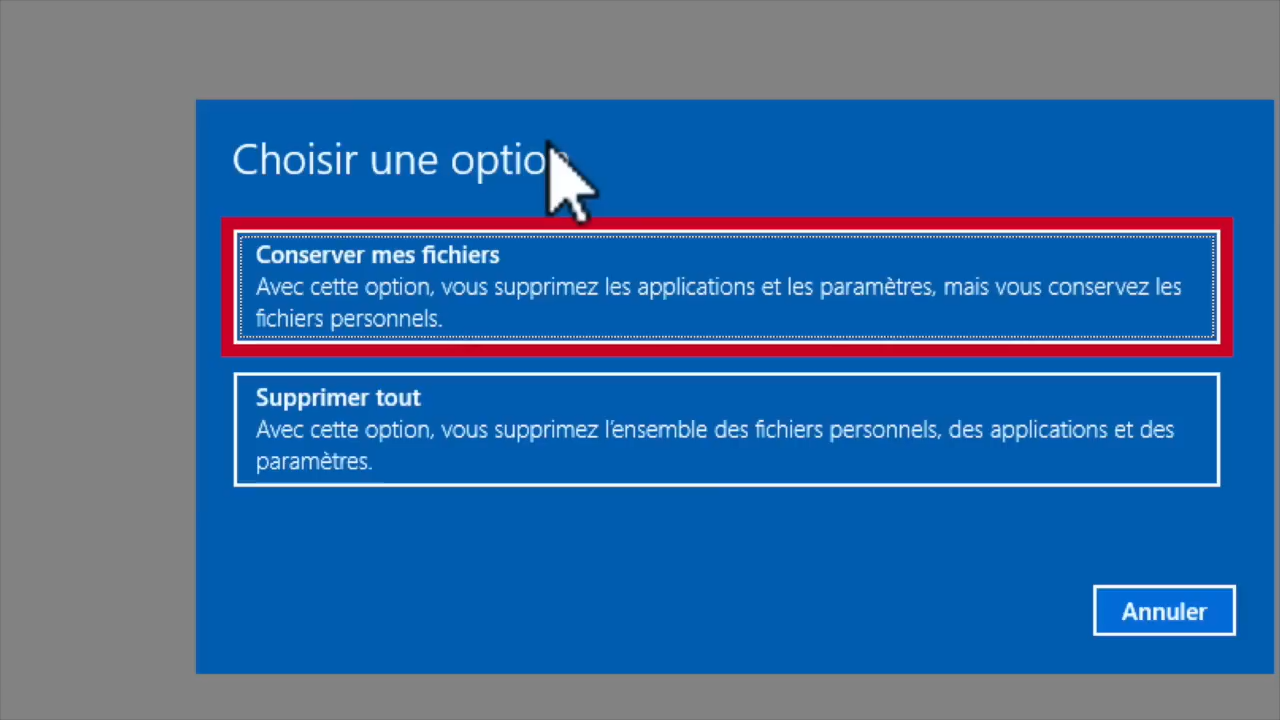 Choisir une option
Conserver mes fichiers
Avec cette option, vous supprimez les applications et les paramètres, mais vous conservez les
fichiers personnels.
Supprimer tout
Avec cette option, vous supprimez l'ensemble des fichiers personnels, des applications et des
paramètres.
Annuler